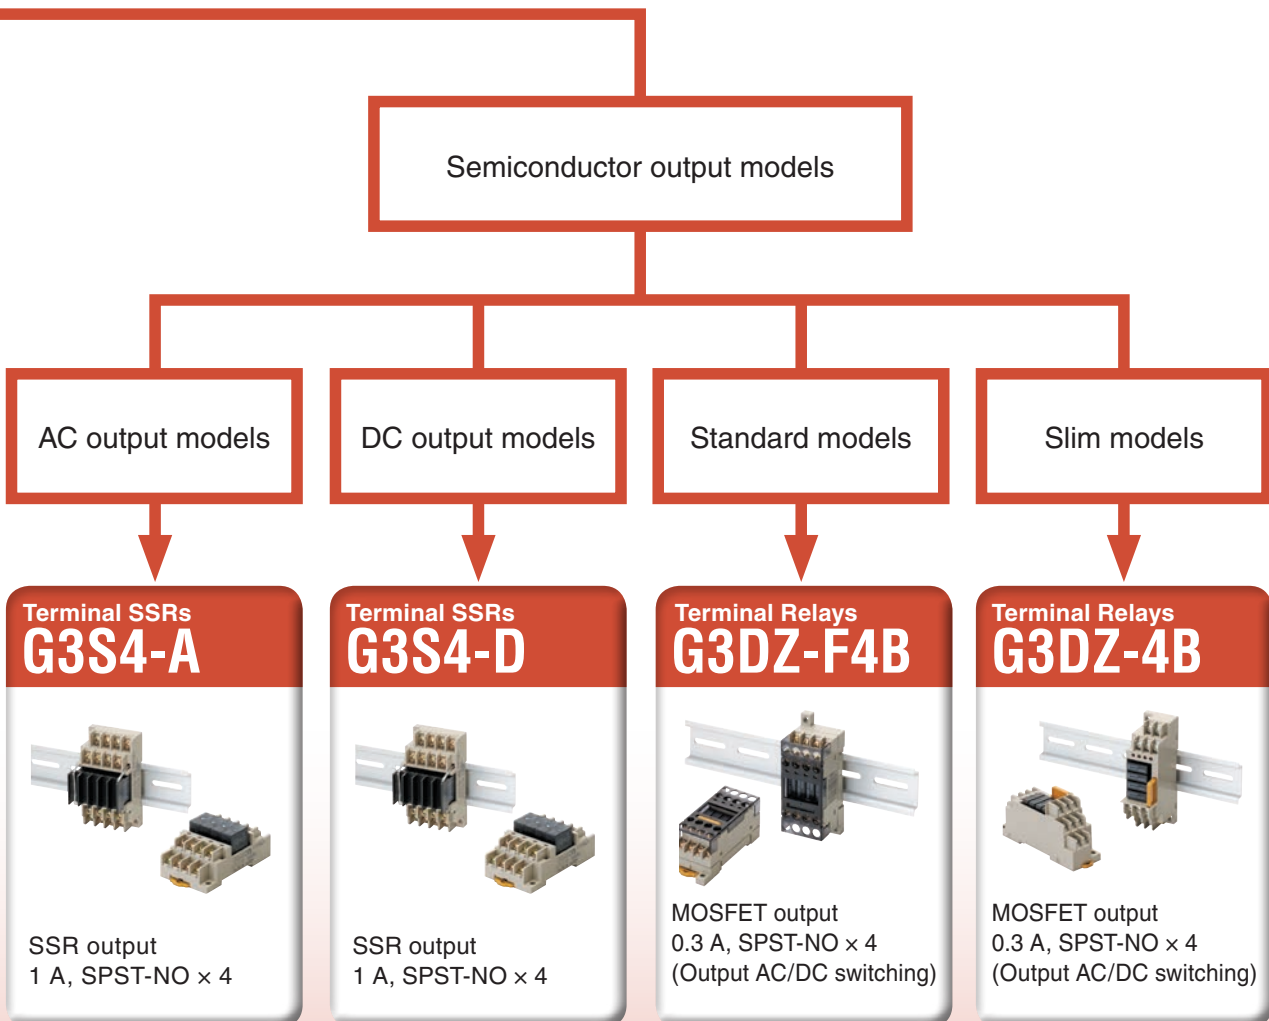 Semiconductor output models
AC output models
DC output models
Standard models
Slim models
Terminal SSRs
G3S4-A
SSR output
1 A, SPST-NO × 4
Terminal SSRs
G3S4-D
SSR output
1 A, SPST-NO × 4
Terminal Relays
G3DZ-F4B
MOSFET output
0.3 A, SPST-NO × 4
(Output AC/DC switching)
Terminal Relays
G3DZ-4B
MOSFET output
0.3 A, SPST-NO × 4
(Output AC/DC switching)